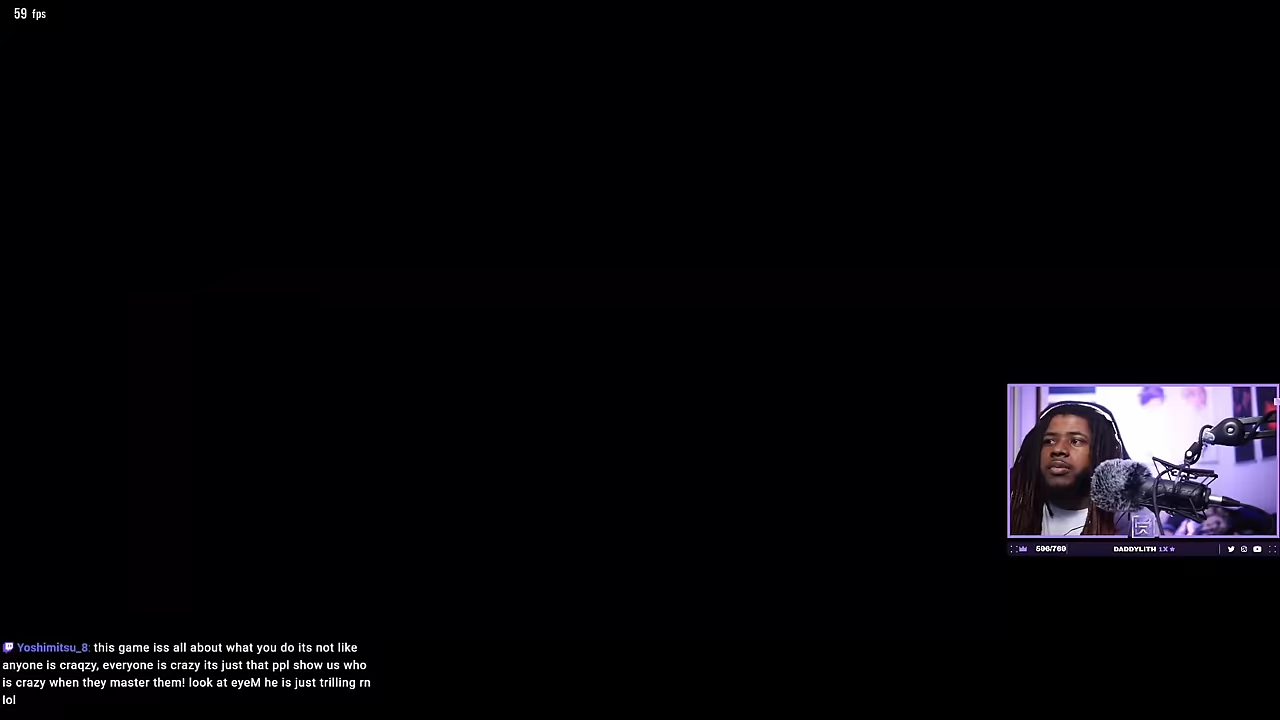 59 fps
596/769 DADDYLITH 1X
Yoshimitsu_8: this game iss all about what you do its not like
anyone is craqzy, everyone is crazy its just that ppl show us who
is crazy when they master them! look at eyeM he is just trilling rn
lol